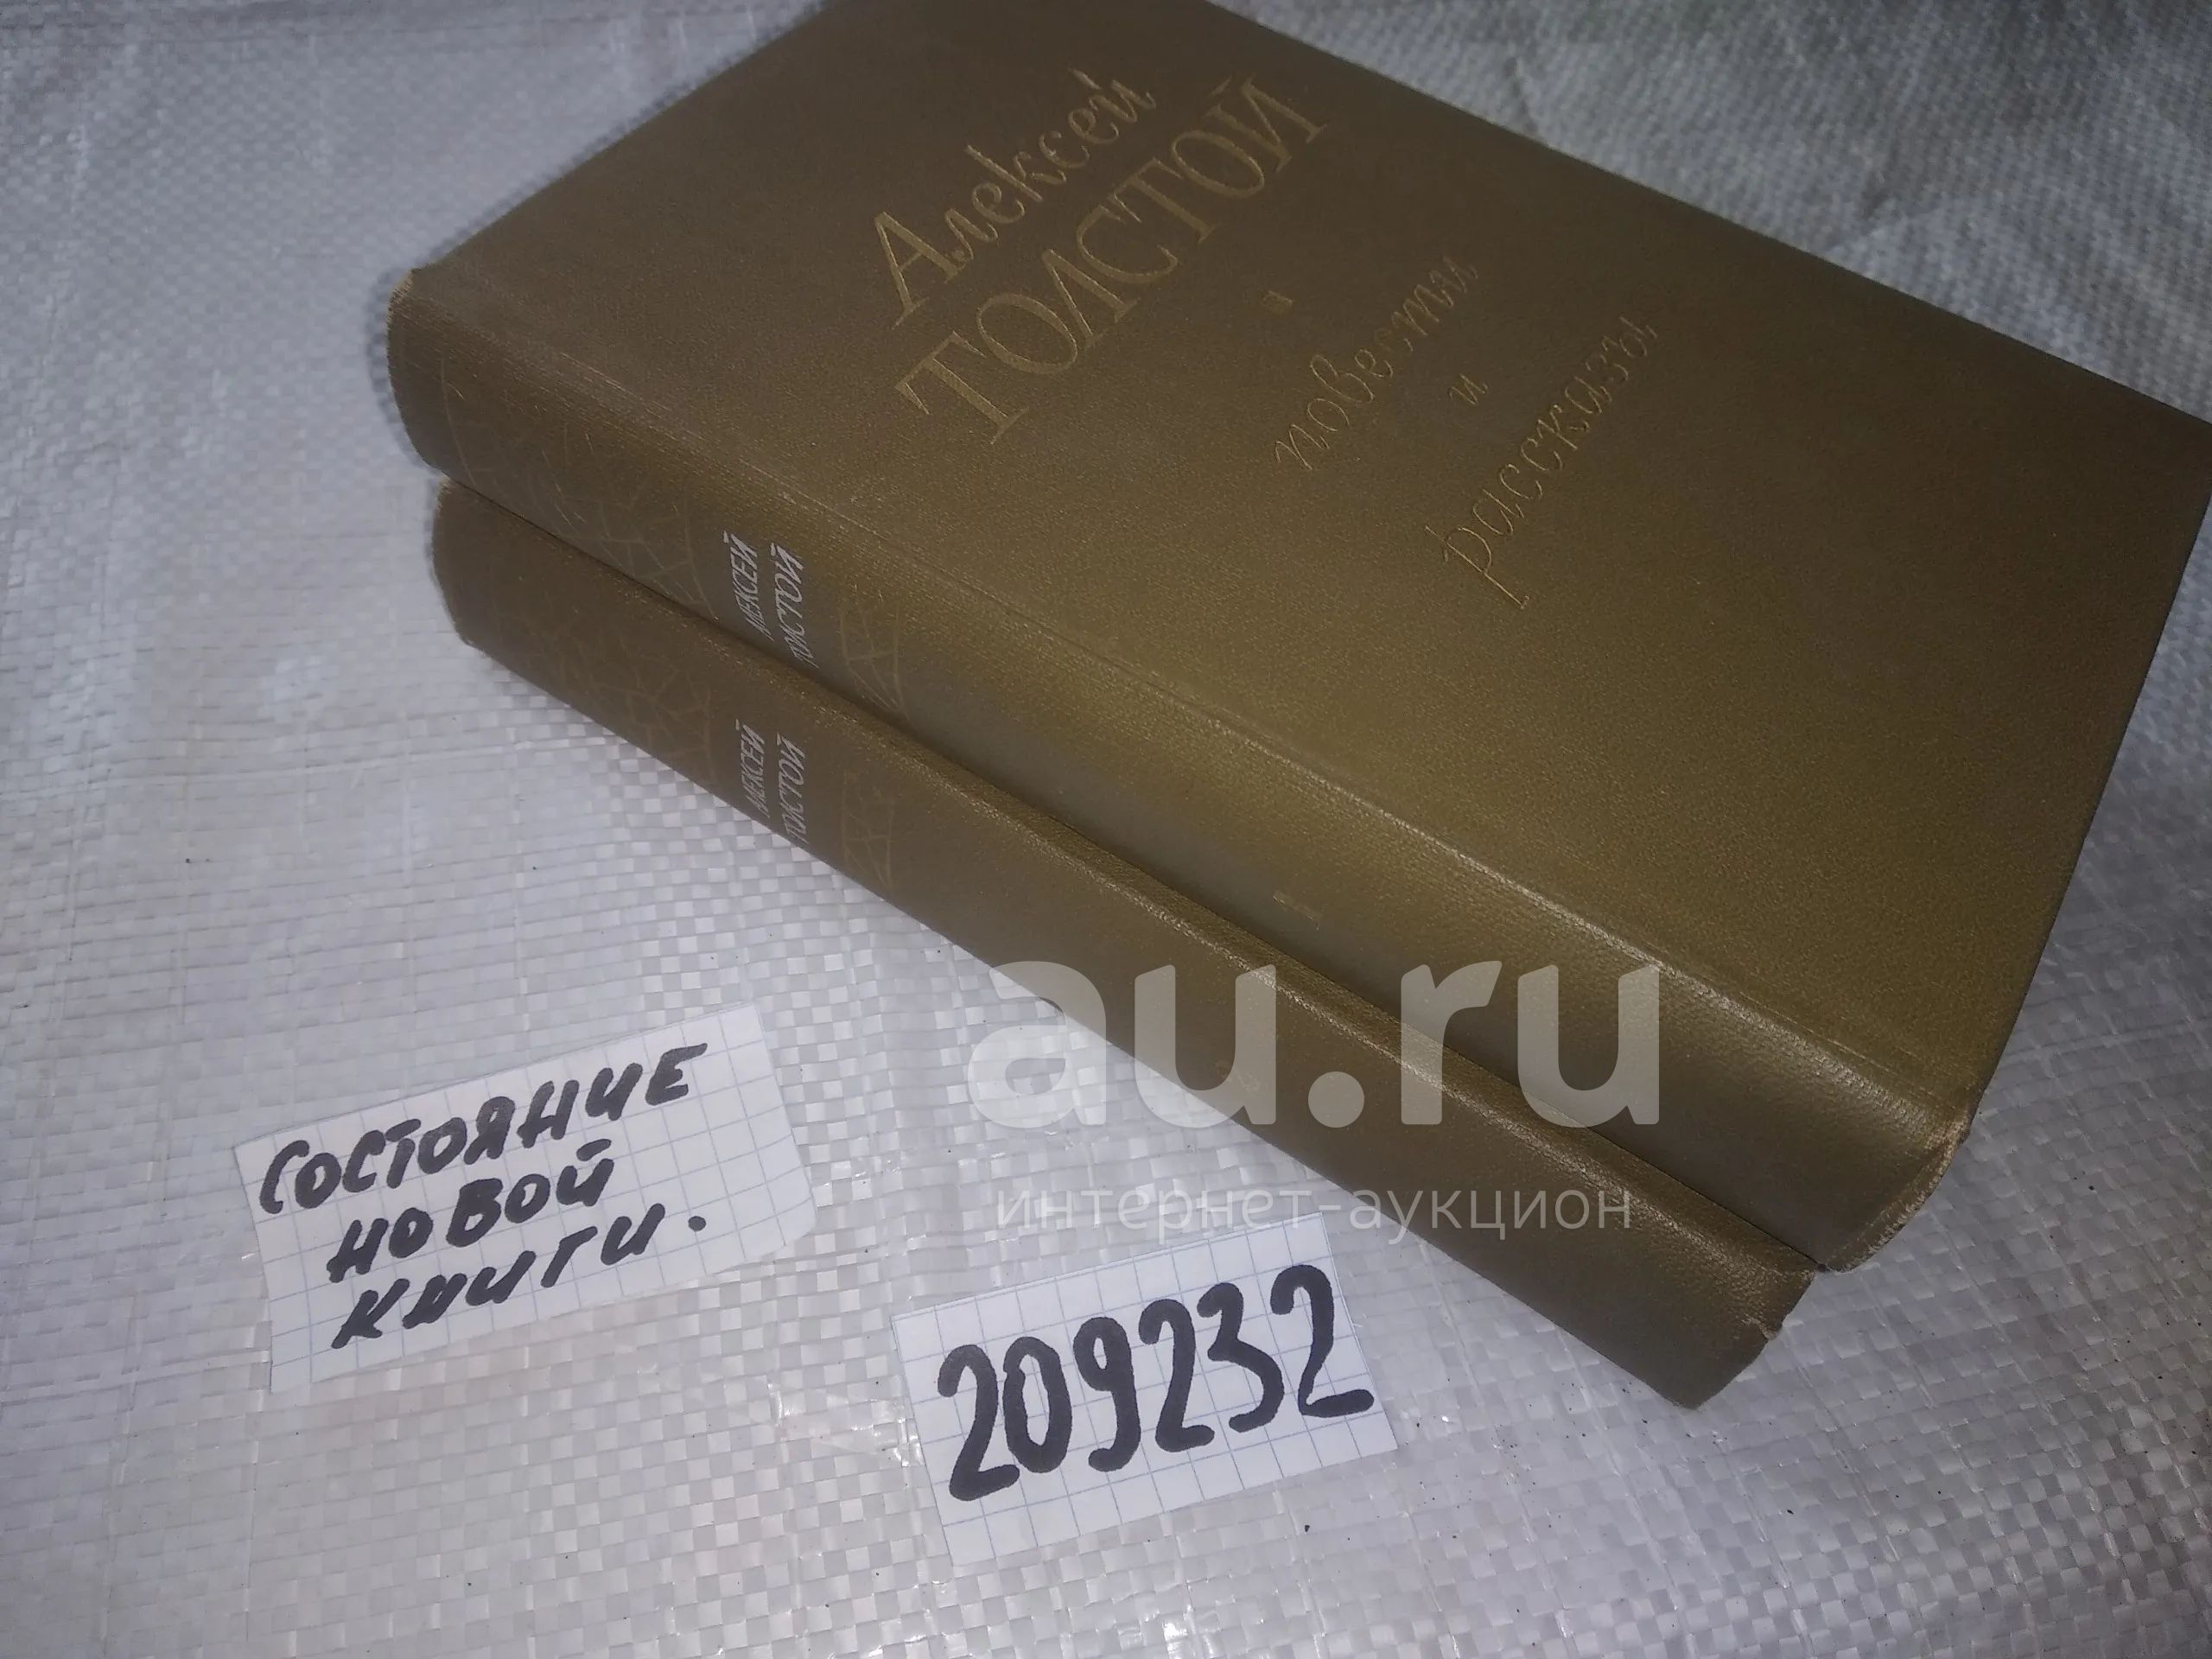 Алексей
ТОЛСТОЙ
повести
и
рассказы
АЛЕКСЕЙ
ТОЛСТОЙ
АЛЕКСЕЙ
ТОЛСТОЙ
au.ru
интернет-аукцион
СОСТОЯНИЕ
НОВОЙ
КНИГИ.
209232